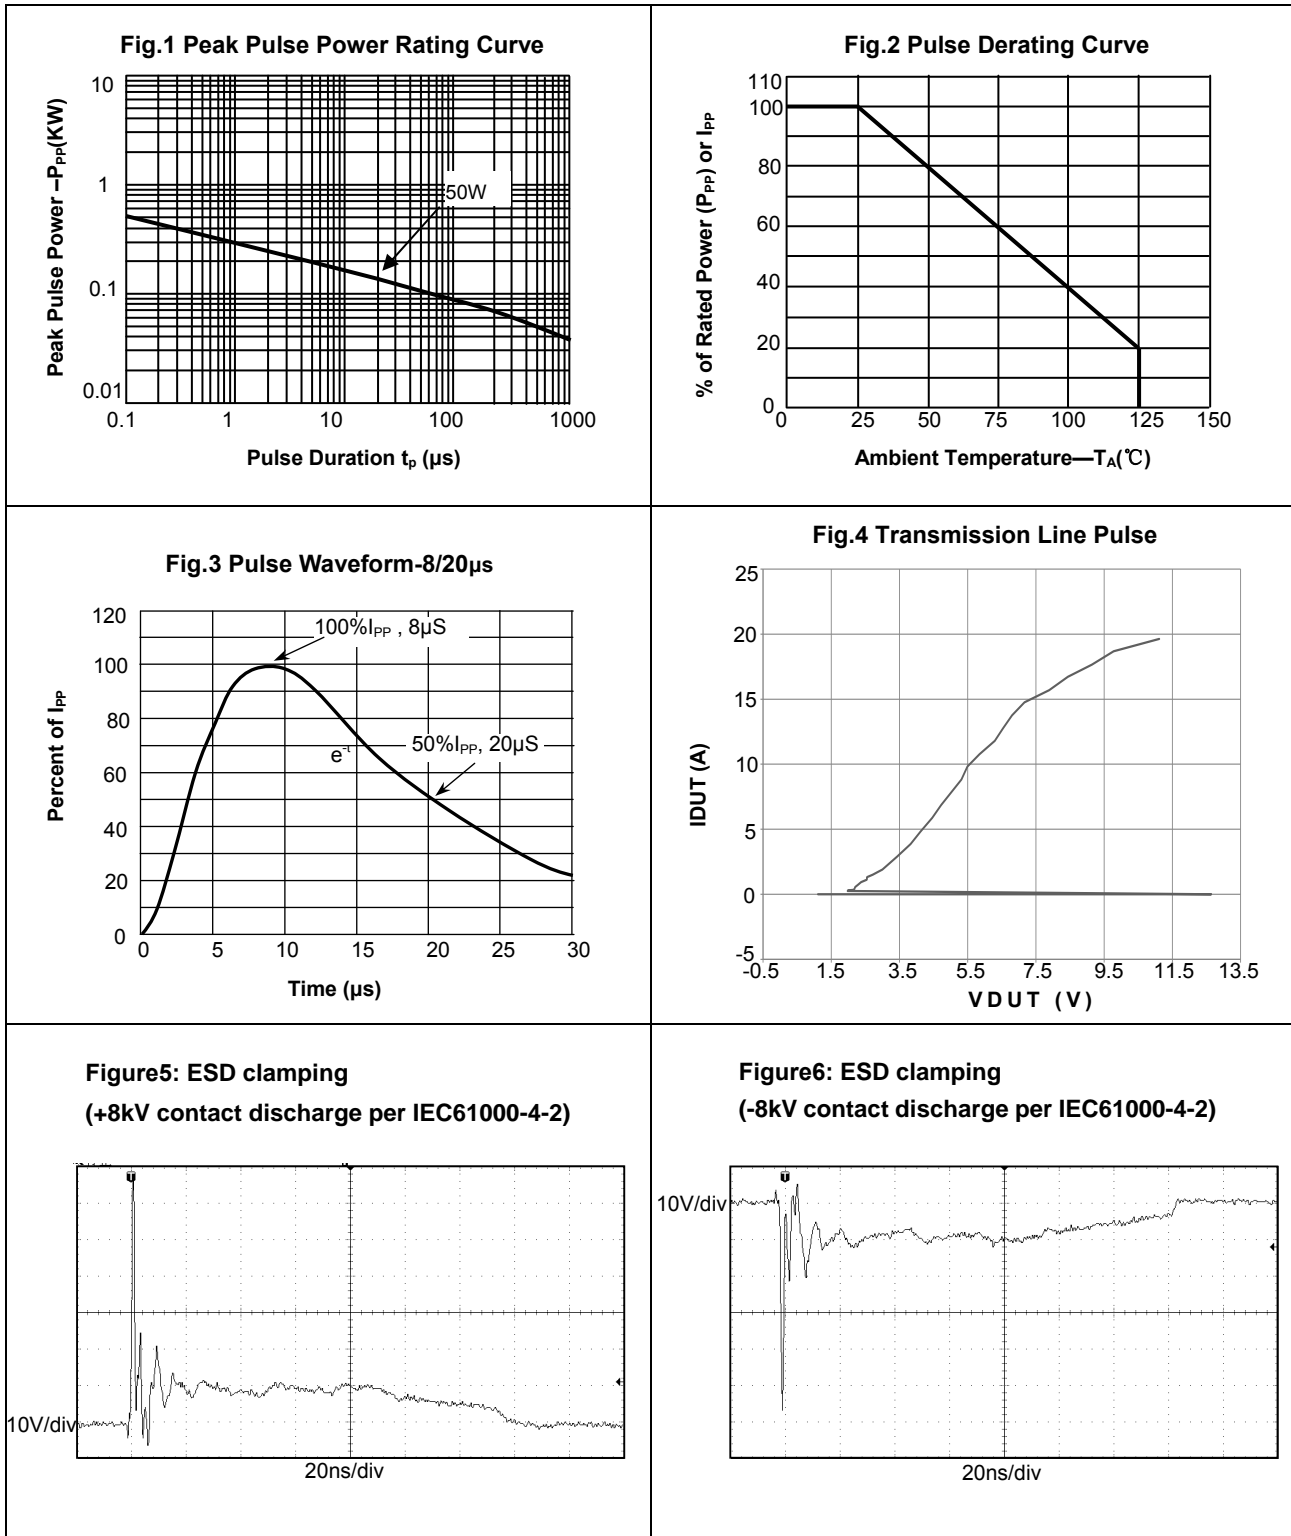 Fig.1 Peak Pulse Power Rating Curve
Peak Pulse Power –PPP(KW)
10
1
0.1
0.01
50W
0.1 1 10 100 1000
Pulse Duration tp (µs)
Fig.2 Pulse Derating Curve
% of Rated Power (PPP) or IPP
110
100
80
60
40
20
0
0 25 50 75 100 125 150
Ambient Temperature—TA(℃)
Fig.3 Pulse Waveform-8/20µs
Percent of IPP
120
100
80
60
40
20
0
100%IPP , 8µS
e-t
50%IPP, 20µS
0 5 10 15 20 25 30
Time (µs)
Fig.4 Transmission Line Pulse
IDUT (A)
25
20
15
10
5
0
-5
-0.5 1.5 3.5 5.5 7.5 9.5 11.5 13.5
VDUT (V)
Figure5: ESD clamping
(+8kV contact discharge per IEC61000-4-2)
T
10V/div
20ns/div
Figure6: ESD clamping
(-8kV contact discharge per IEC61000-4-2)
T
10V/div
20ns/div